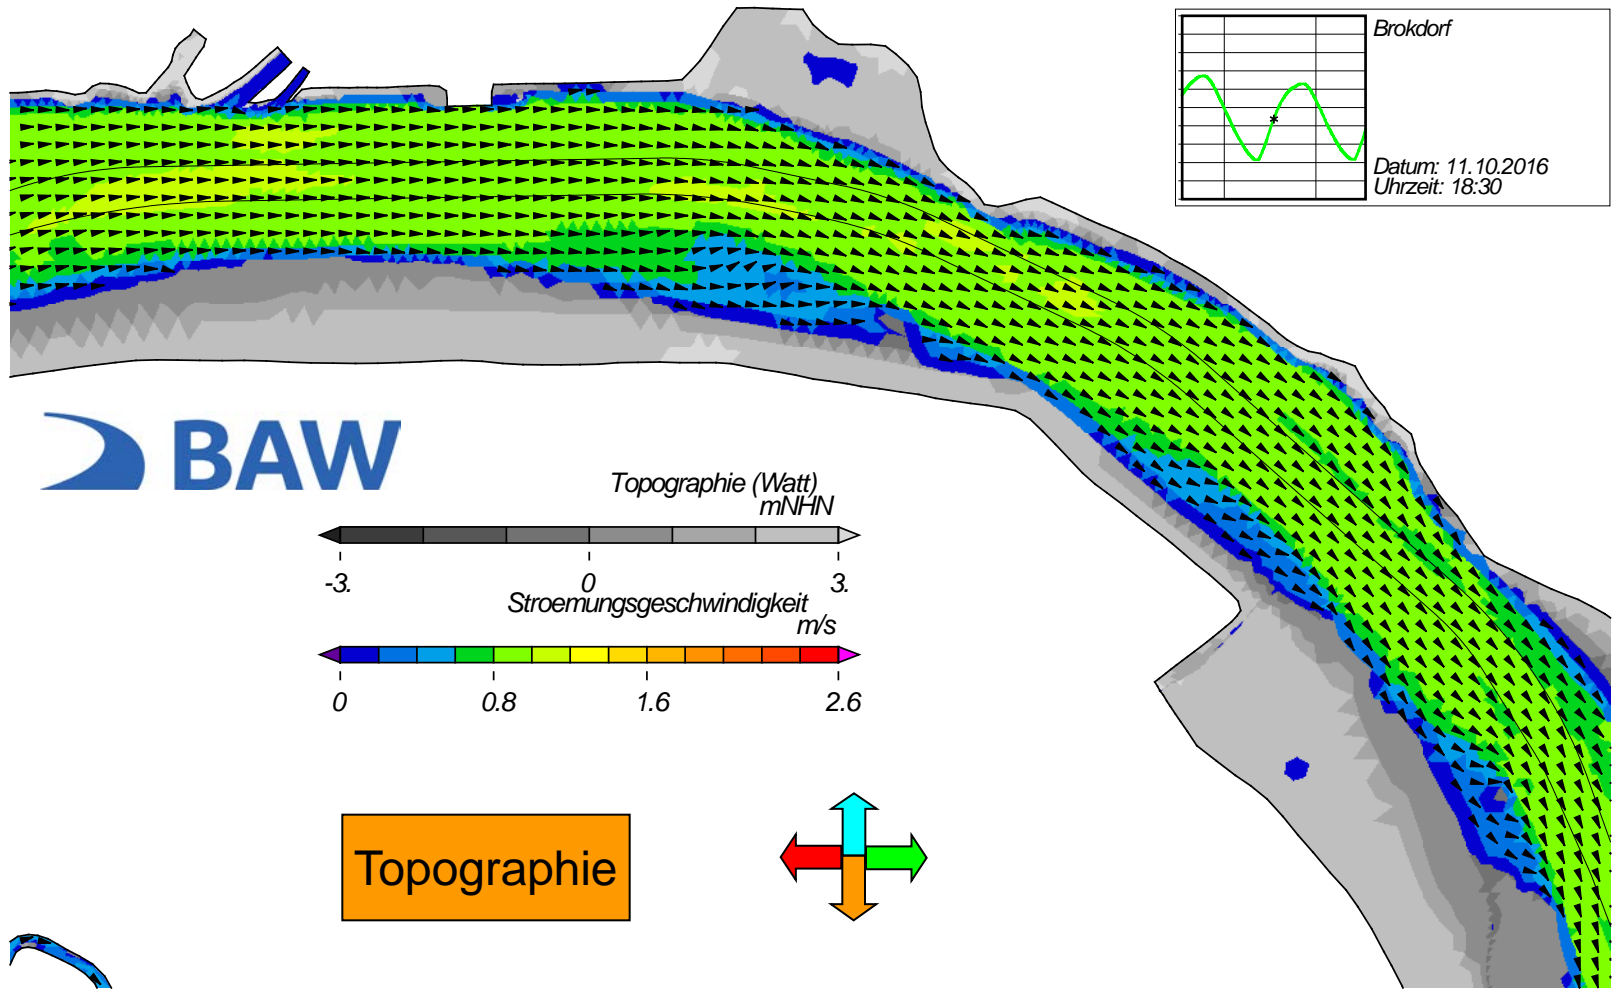 Brokdorf
Datum: 11.10.2016
Uhrzeit: 18:30
BAW
Topographie (Watt)
mNHN
-3. 0 3.
Stroemungsgeschwindigkeit
m/s
0 0.8 1.6 2.6
Topographie